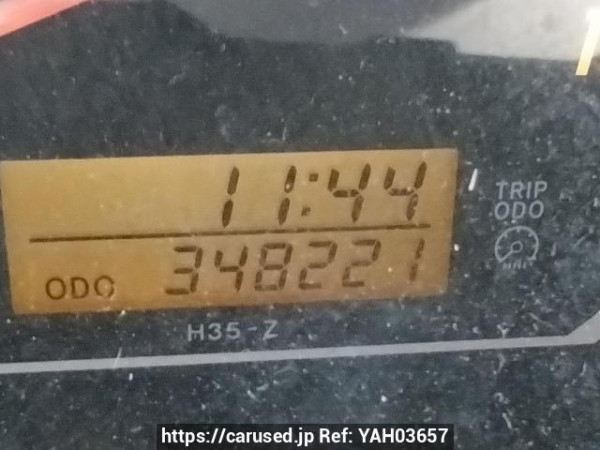 11:44
TRIP
ODO
ODO 348221
H35-Z
https://carused.jp Ref: YAH03657